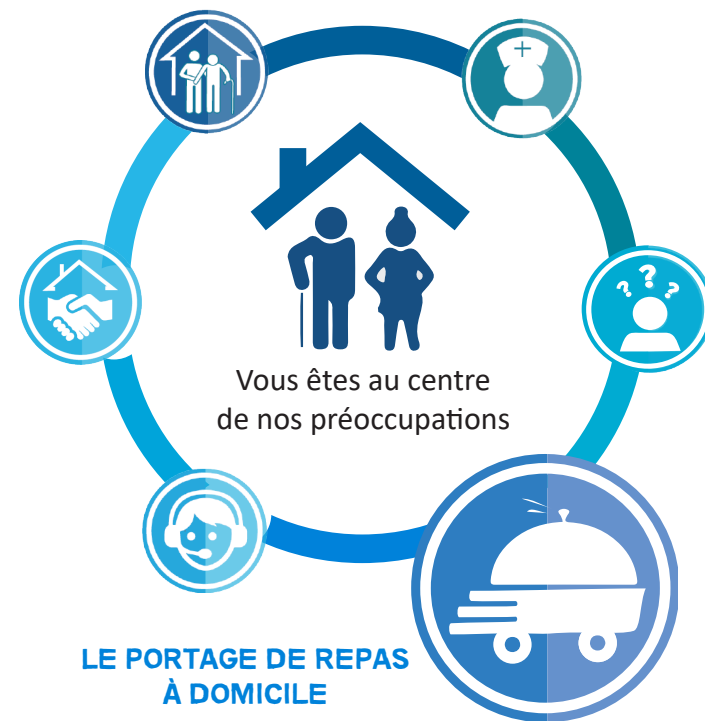 Vous êtes au centre
de nos préoccupations
? ? ?
LE PORTAGE DE REPAS
À DOMICILE